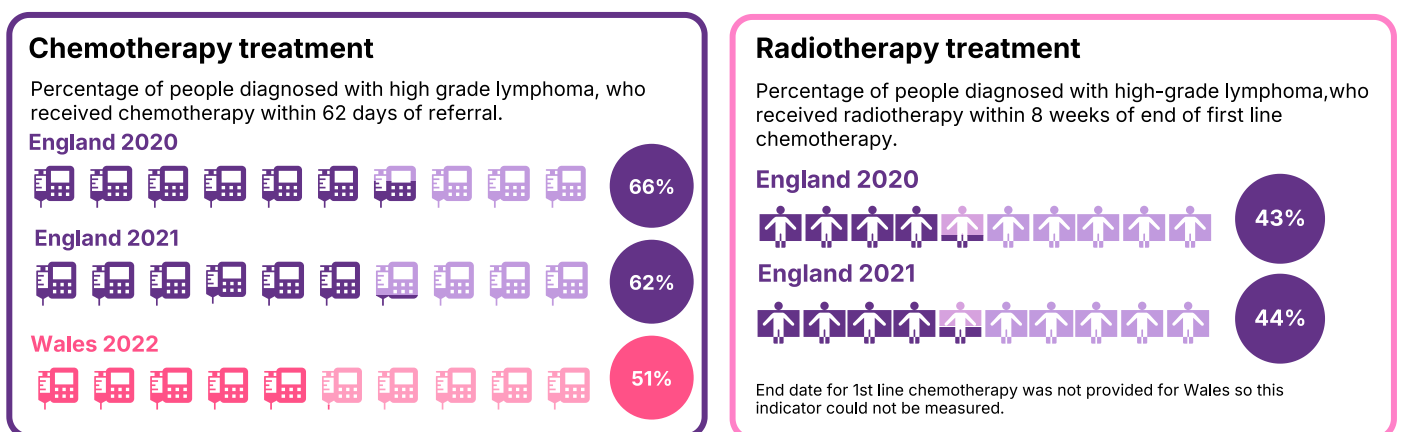 Chemotherapy treatment
Percentage of people diagnosed with high grade lymphoma, who
received chemotherapy within 62 days of referral.
England 2020
66%
England 2021
62%
Wales 2022
51%
Radiotherapy treatment
Percentage of people diagnosed with high-grade lymphoma,who
received radiotherapy within 8 weeks of end of first line
chemotherapy.
England 2020
43%
England 2021
44%
End date for 1st line chemotherapy was not provided for Wales so this
indicator could not be measured.